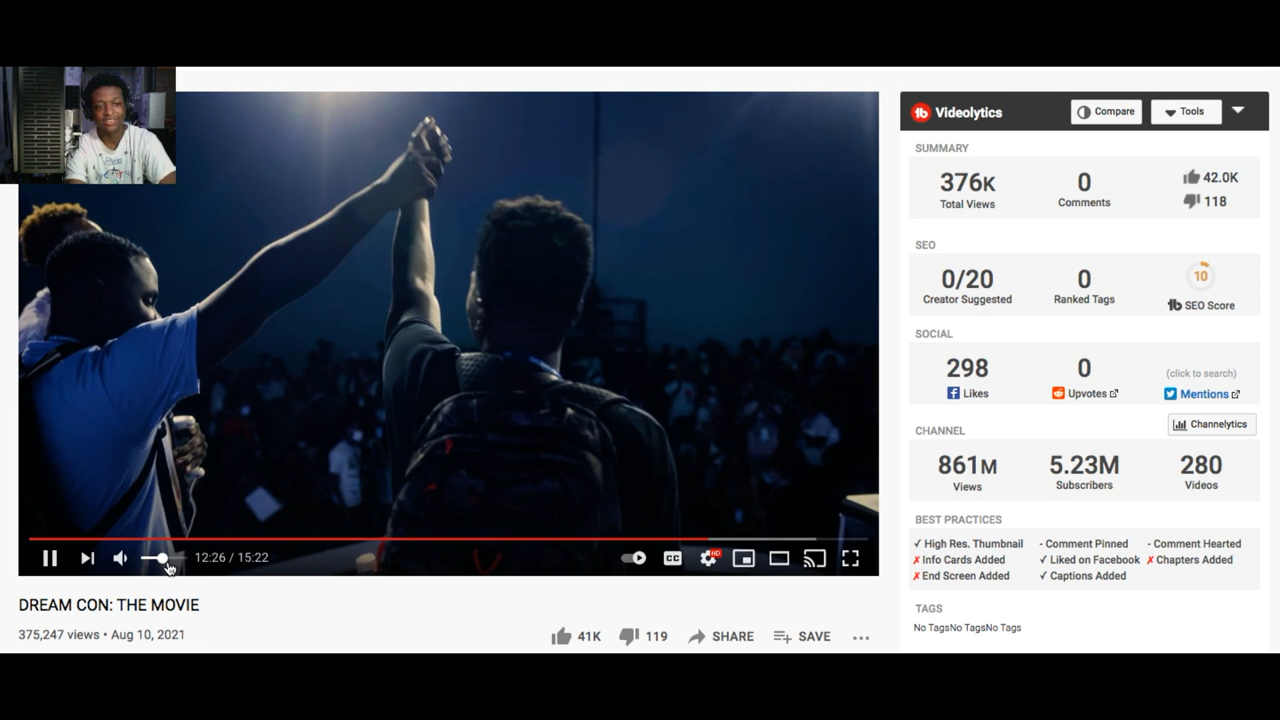 Videolytics
Compare
Tools
SUMMARY
376K
Total Views
0
Comments
42.0K
118
SEO
0/20
Creator Suggested
0
Ranked Tags
10
SEO Score
SOCIAL
298
Likes
0
Upvotes
(click to search)
Mentions
CHANNEL
Channelytics
861M
Views
5.23M
Subscribers
280
Videos
BEST PRACTICES
✓ High Res. Thumbnail - Comment Pinned - Comment Hearted
✗ Info Cards Added ✓ Liked on Facebook ✗ Chapters Added
✗ End Screen Added ✓ Captions Added
TAGS
No TagsNo TagsNo Tags
12:26 / 15:22
CC
HD
DREAM CON: THE MOVIE
375,247 views • Aug 10, 2021
41K
119
SHARE
SAVE